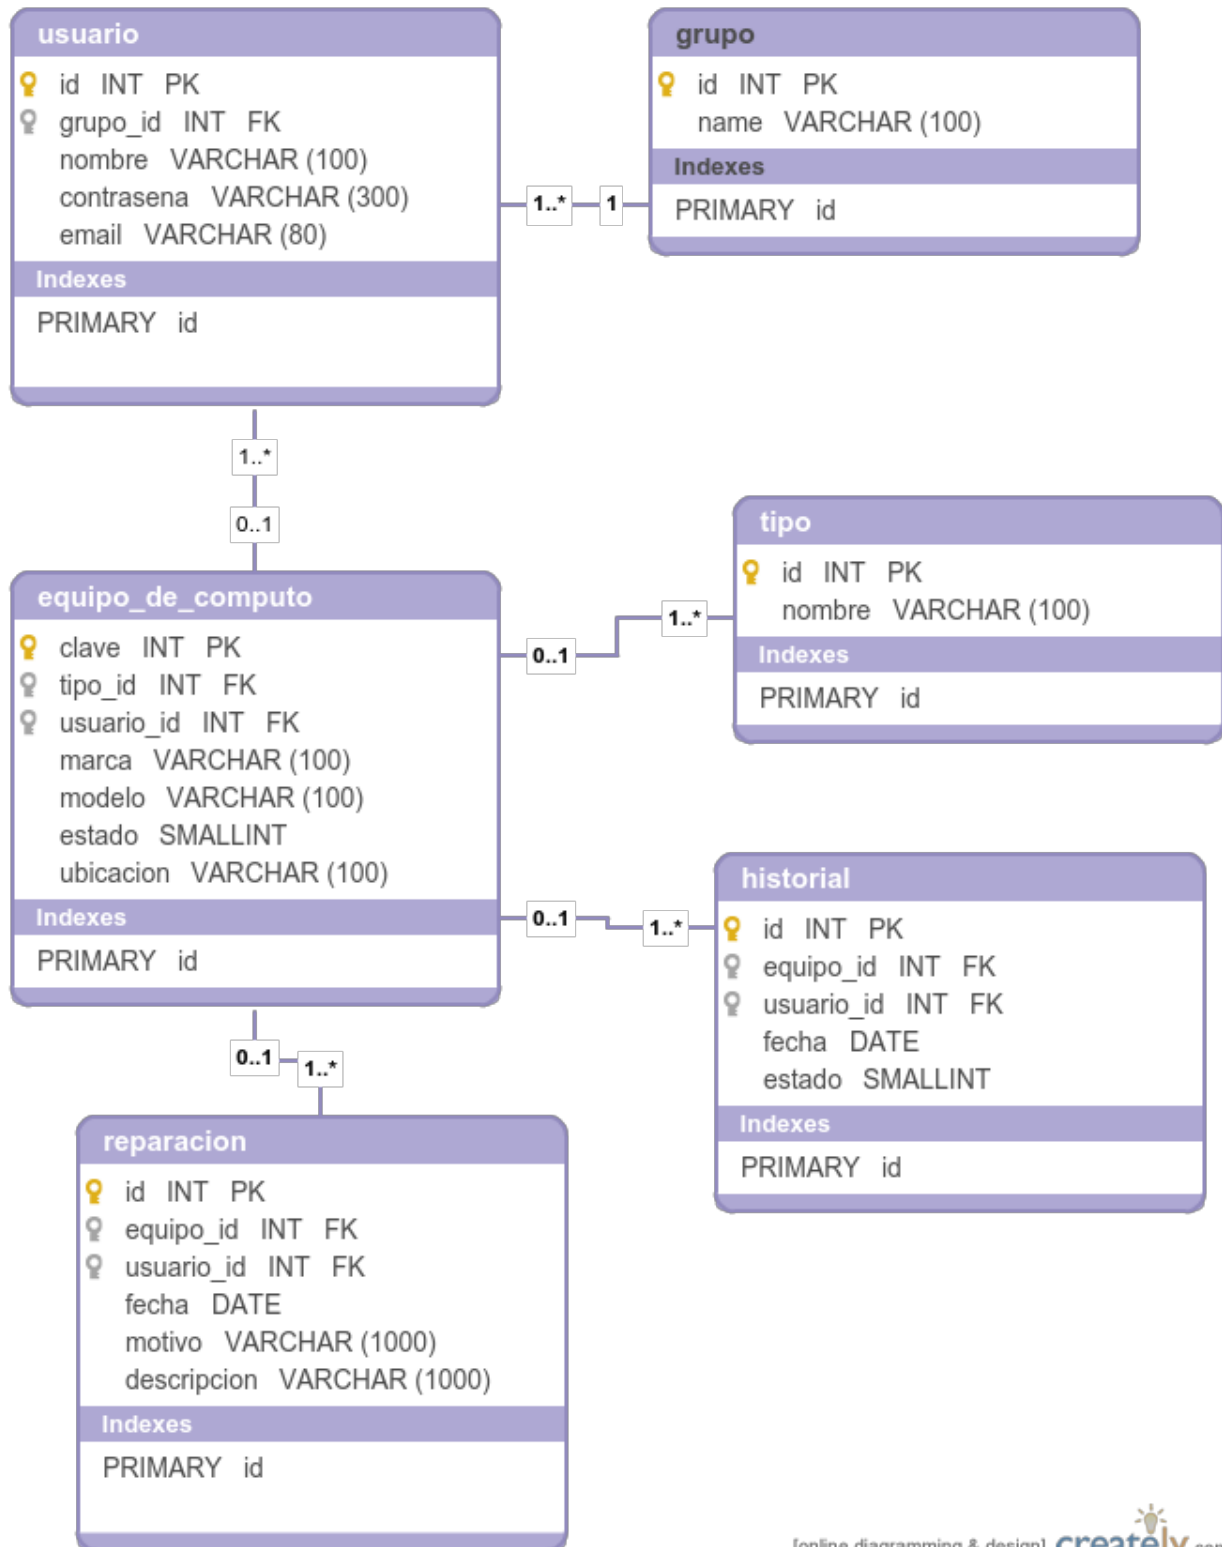 usuario
id INT PK
grupo_id INT FK
nombre VARCHAR (100)
contrasena VARCHAR (300)
email VARCHAR (80)
Indexes
PRIMARY id
grupo
id INT PK
name VARCHAR (100)
Indexes
PRIMARY id
1..*
1
1..*
0..1
equipo_de_computo
clave INT PK
tipo_id INT FK
usuario_id INT FK
marca VARCHAR (100)
modelo VARCHAR (100)
estado SMALLINT
ubicacion VARCHAR (100)
Indexes
PRIMARY id
0..1
1..*
tipo
id INT PK
nombre VARCHAR (100)
Indexes
PRIMARY id
0..1
1..*
historial
id INT PK
equipo_id INT FK
usuario_id INT FK
fecha DATE
estado SMALLINT
Indexes
PRIMARY id
0..1
1..*
reparacion
id INT PK
equipo_id INT FK
usuario_id INT FK
fecha DATE
motivo VARCHAR (1000)
descripcion VARCHAR (1000)
Indexes
PRIMARY id
[online diagramming & design] creately